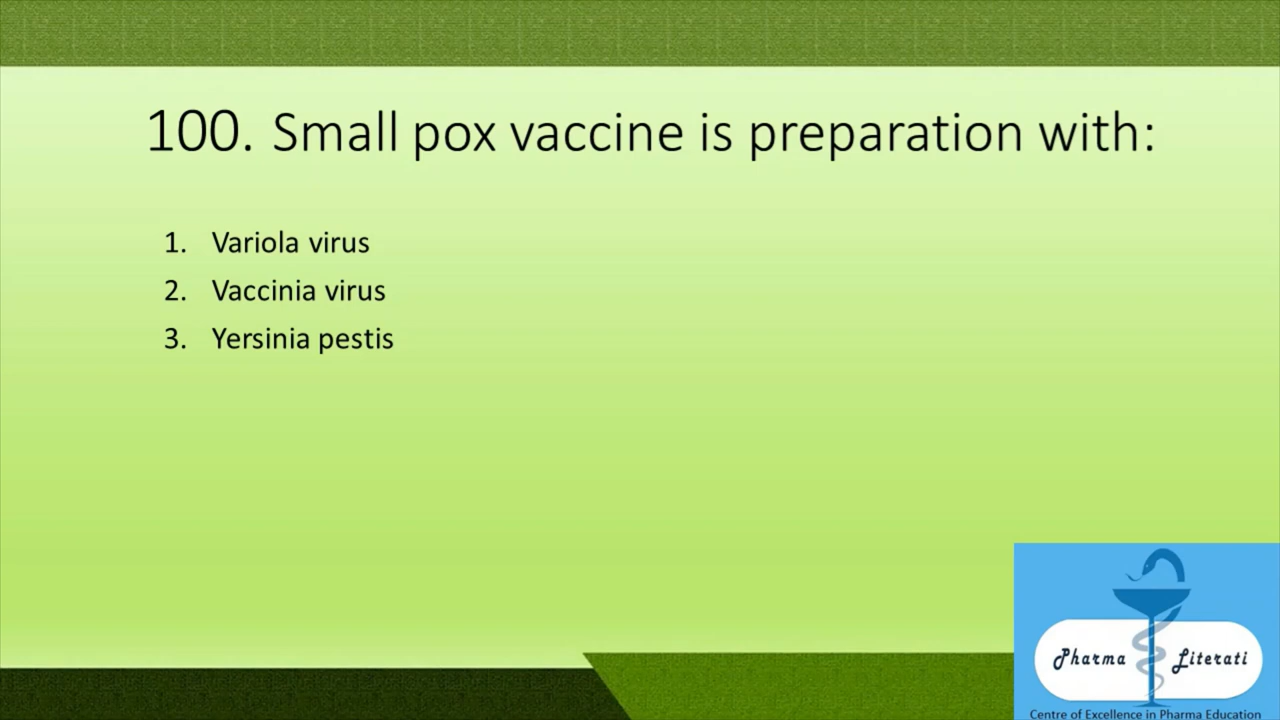 100. Small pox vaccine is preparation with:
1. Variola virus
2. Vaccinia virus
3. Yersinia pestis
Pharma Literati
Centre of Excellence in Pharma Education